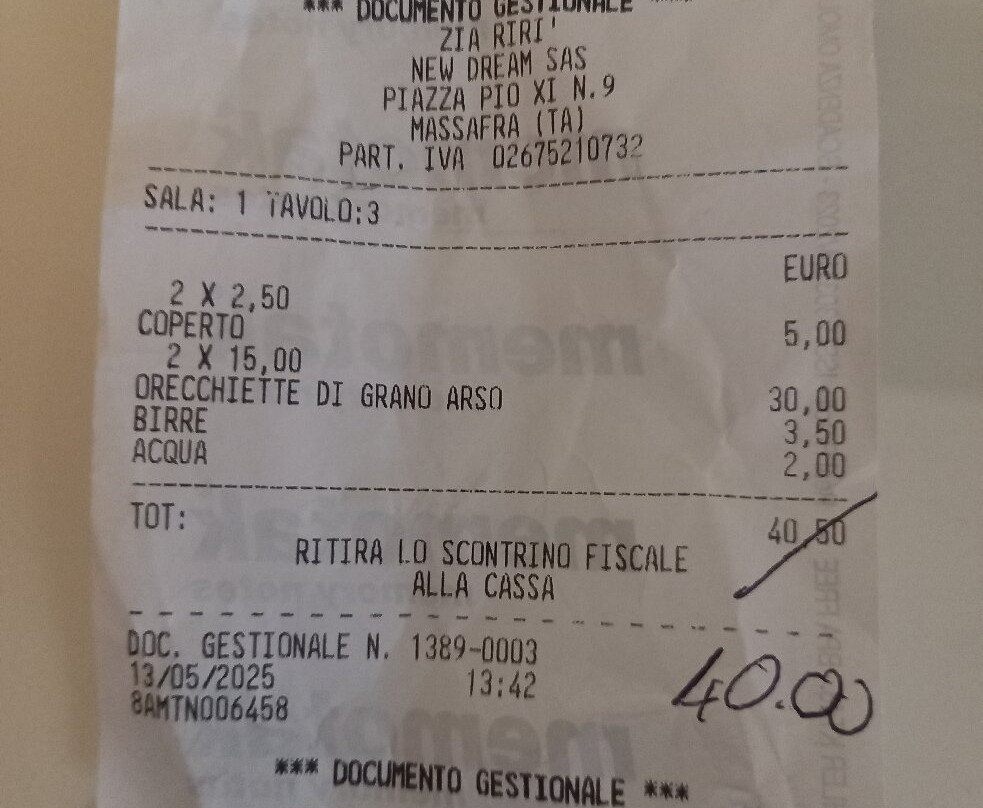 *** DOCUMENTO GESTIONALE ***
ZIA RIRI'
NEW DREAM SAS
PIAZZA PIO XI N.9
MASSAFRA (TA)
PART. IVA 02675210732
SALA: 1 TAVOLO:3
EURO
2 X 2,50
COPERTO 5,00
2 X 15,00
ORECCHIETTE DI GRANO ARSO 30,00
BIRRE 3,50
ACQUA 2,00
TOT: 40,50
RITIRA LO SCONTRINO FISCALE
ALLA CASSA
DOC. GESTIONALE N. 1389-0003
13/05/2025 13:42
8AMTN006458
40.00
*** DOCUMENTO GESTIONALE ***